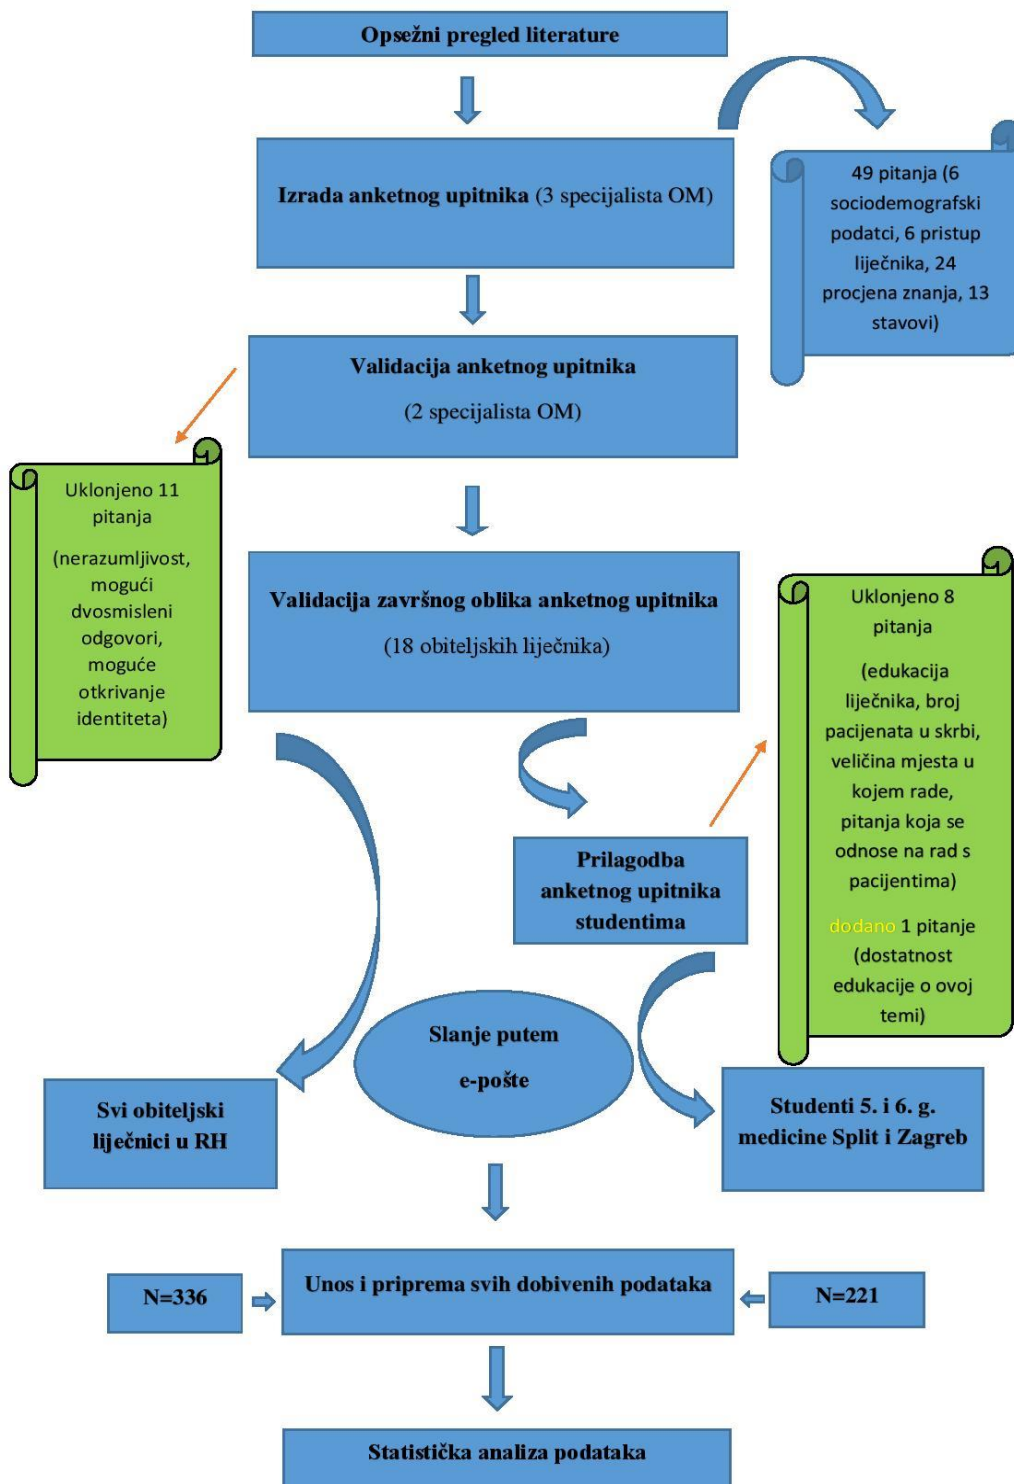 Opsežni pregled literature
Izrada anketnog upitnika (3 specijalista OM)
49 pitanja (6
sociodemografski
podatci, 6 pristup
liječnika, 24
procjena znanja, 13
stavovi)
Validacija anketnog upitnika
(2 specijalista OM)
Uklonjeno 11
pitanja
(nerazumljivost,
mogući
dvosmisleni
odgovori,
moguće
otkrivanje
identiteta)
Validacija završnog oblika anketnog upitnika
(18 obiteljskih liječnika)
Uklonjeno 8
pitanja
(edukacija
liječnika, broj
pacijenata u skrbi,
veličina mjesta u
kojem rade,
pitanja koja se
odnose na rad s
pacijentima)
dodano 1 pitanje
(dostatnost
edukacije o ovoj
temi)
Prilagodba
anketnog upitnika
studentima
Slanje putem
e-pošte
Svi obiteljski
liječnici u RH
Studenti 5. i 6. g.
medicine Split i Zagreb
N=336
Unos i priprema svih dobivenih podataka
N=221
Statistička analiza podataka